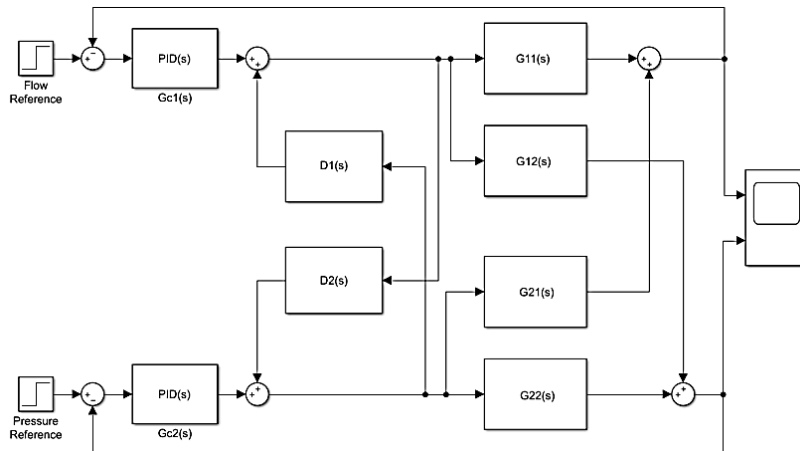 PID(s)
G11(s)
Flow
Reference
Gc1(s)
D1(s)
G12(s)
D2(s)
G21(s)
PID(s)
G22(s)
Pressure
Reference
Gc2(s)